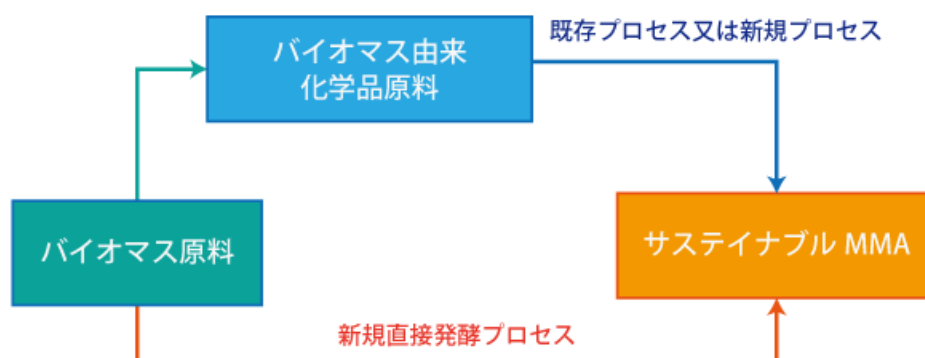 既存プロセス又は新規プロセス
バイオマス由来
化学品原料
バイオマス原料
サステイナブル MMA
新規直接発酵プロセス